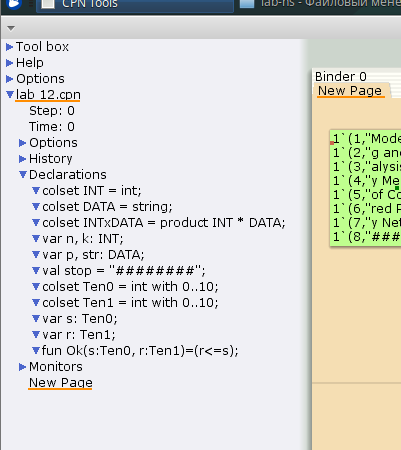 CPN Tools
lab-ns - Файловый мене
Tool box
Help
Options
lab 12.cpn
Step: 0
Time: 0
Options
History
Declarations
colset INT = int;
colset DATA = string;
colset INTxDATA = product INT * DATA;
var n, k: INT;
var p, str: DATA;
val stop = "########";
colset Ten0 = int with 0..10;
colset Ten1 = int with 0..10;
var s: Ten0;
var r: Ten1;
fun Ok(s:Ten0, r:Ten1)=(r<=s);
Monitors
New Page
Binder 0
New Page
1`(1,"Mode
1`(2,"g and
1`(3,"alysis
1`(4,"y Me
1`(5,"of Co
1`(6,"red P
1`(7,"y Net
1`(8,"###